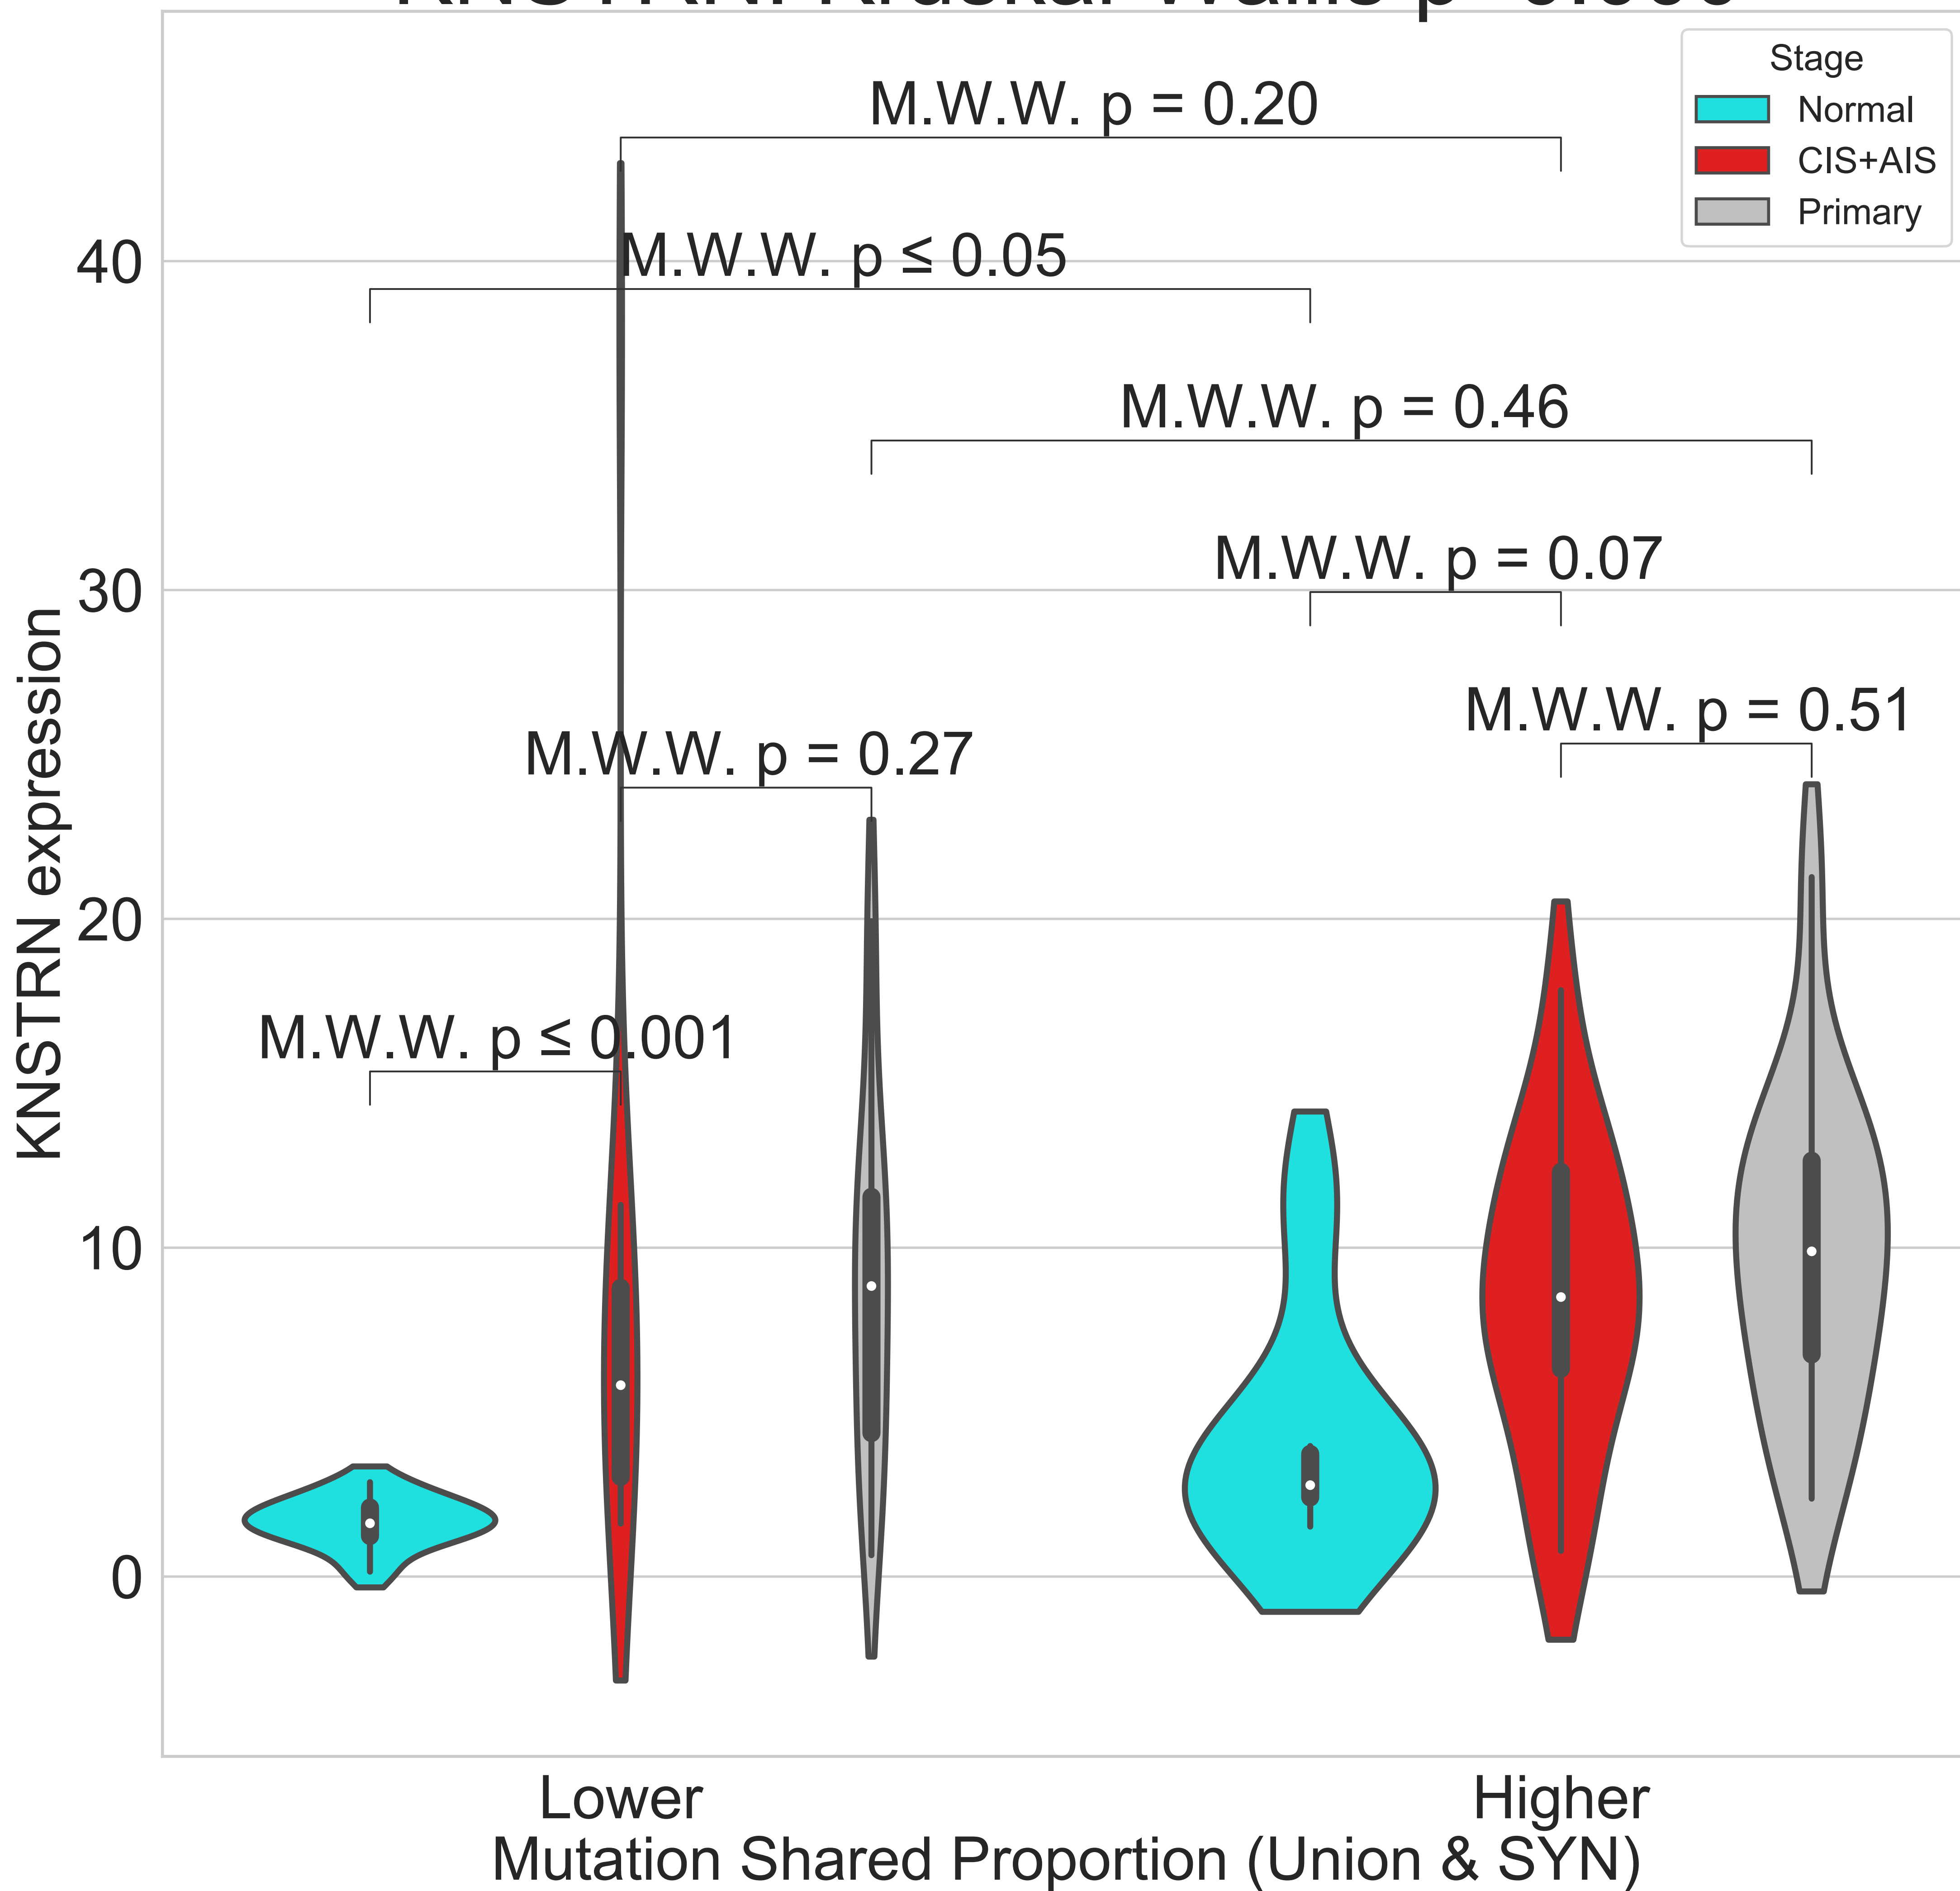 Stage
Normal
CIS+AIS
Primary
M.W.W. p = 0.20
M.W.W. p ≤ 0.05
M.W.W. p = 0.46
M.W.W. p = 0.07
M.W.W. p = 0.51
M.W.W. p = 0.27
M.W.W. p ≤ 0.001
KNSTRN expression
40
30
20
10
0
Lower
Higher
Mutation Shared Proportion (Union & SYN)